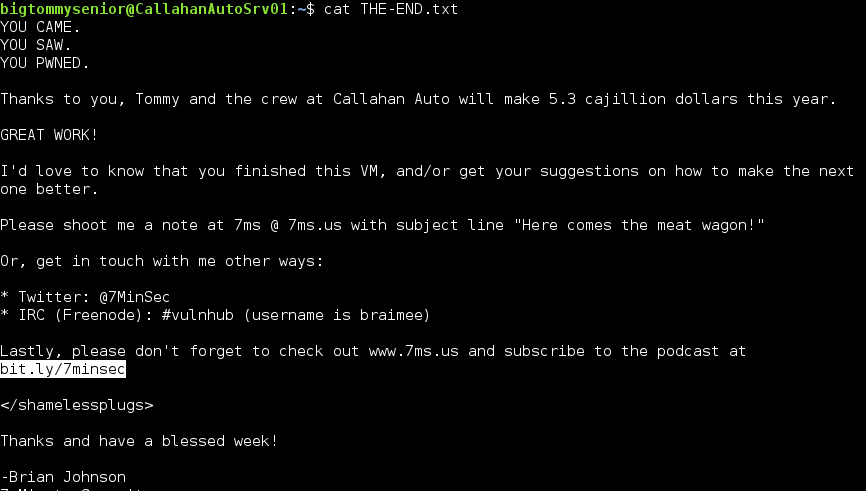 bigtommysenior@CallahanAutoSrv01:~$ cat THE-END.txt
YOU CAME.
YOU SAW.
YOU PWNED.
Thanks to you, Tommy and the crew at Callahan Auto will make 5.3 cajillion dollars this year.
GREAT WORK!
I'd love to know that you finished this VM, and/or get your suggestions on how to make the next
one better.
Please shoot me a note at 7ms @ 7ms.us with subject line "Here comes the meat wagon!"
Or, get in touch with me other ways:
* Twitter: @7MinSec
* IRC (Freenode): #vulnhub (username is braimee)
Lastly, please don't forget to check out www.7ms.us and subscribe to the podcast at
bit.ly/7minsec
</shamelessplugs>
Thanks and have a blessed week!
-Brian Johnson